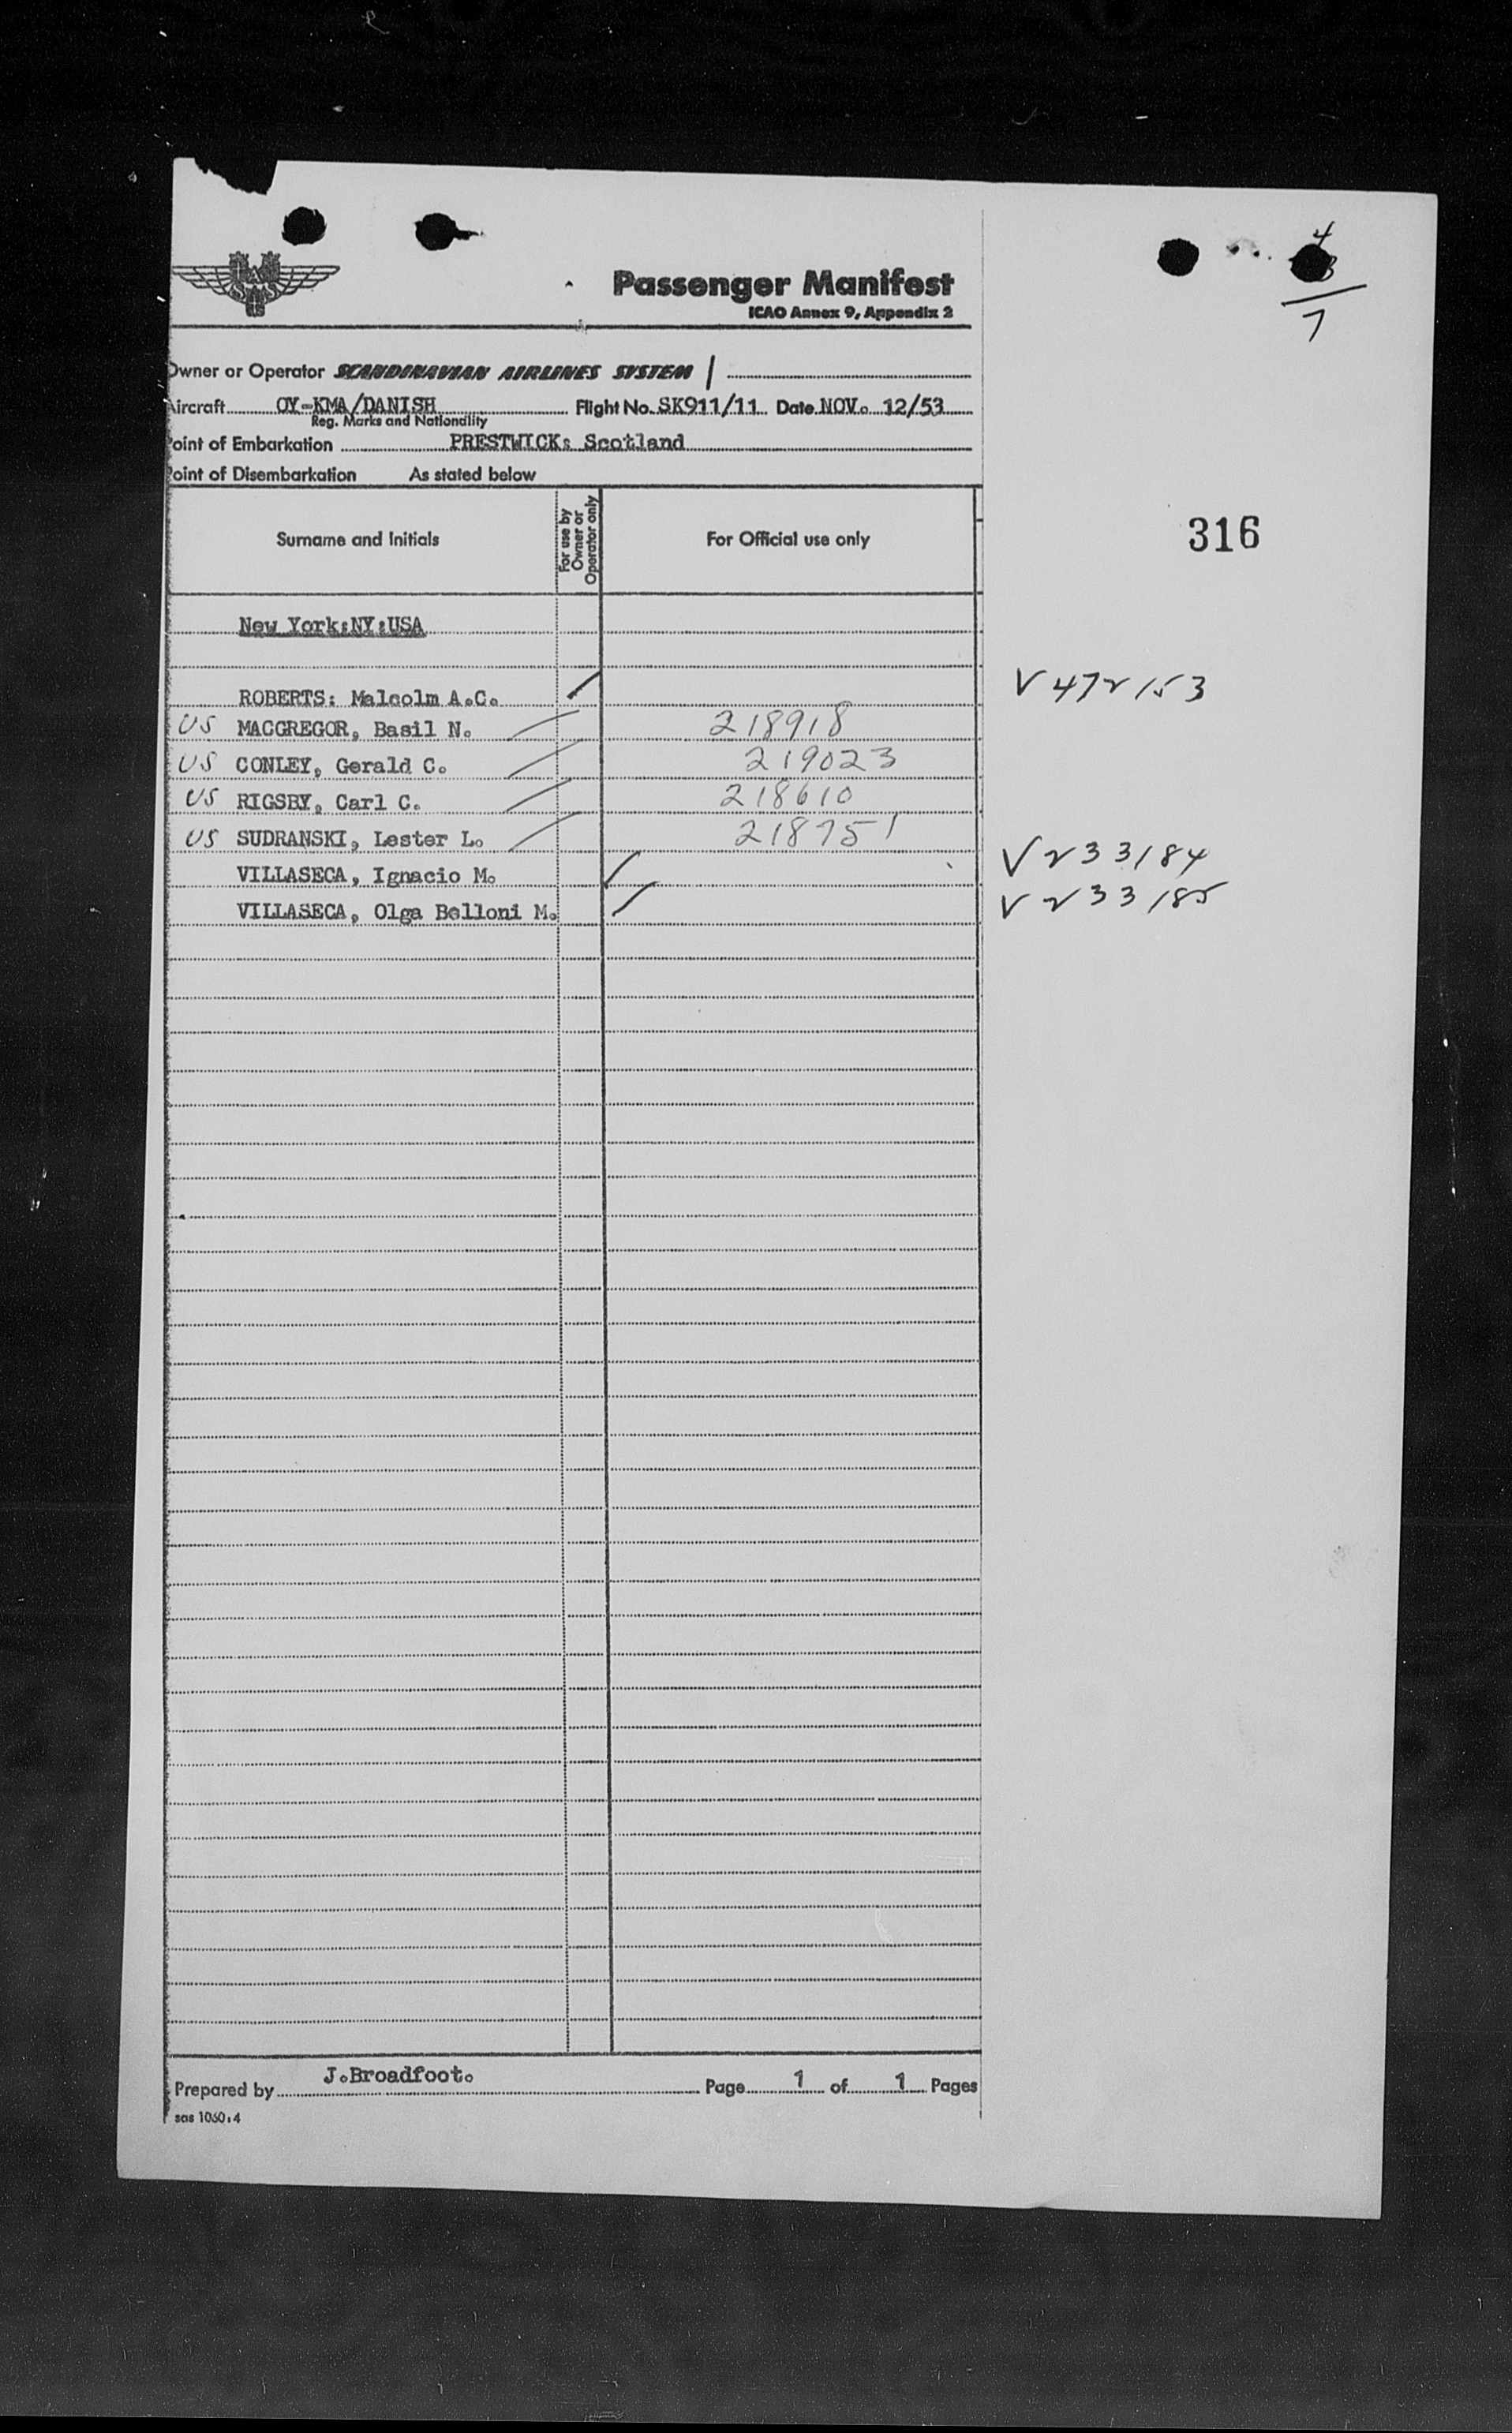 Passenger Manifest
ICAO Annex 9, Appendix 2
Owner or Operator SCANDINAVIAN AIRLINES SYSTEM
Aircraft OY-KMA/DANISH Flight No. SK911/11 Date NOV. 12/53
Reg. Marks and Nationality
Point of Embarkation PRESTWICK: Scotland
Point of Disembarkation As stated below
Surname and Initials For use by Owner or Operator only For Official use only
316
New York:NY:USA
ROBERTS: Malcolm A.C. V 472153
US MACGREGOR, Basil N. 218918
US CONLEY, Gerald C. 219023
US RIGSBY, Carl C. 218610
US SUDRANSKI, Lester L. 218751
VILLASECA, Ignacio M. V 233184
VILLASECA, Olga Belloni M. V 233185
Prepared by J.Broadfoot. Page 1 of 1 Pages
sas 1060:4